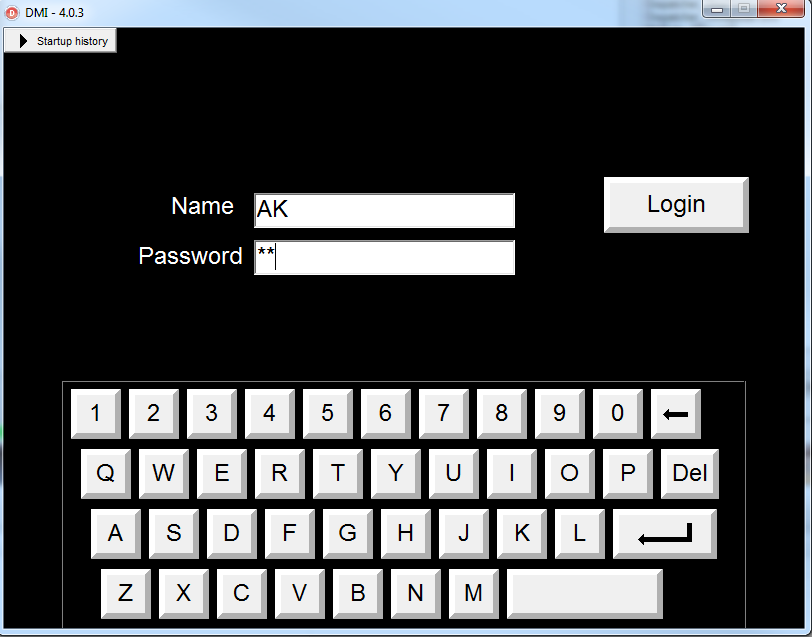 DMI - 4.0.3
Startup history
Name AK
Login
Password **
1 2 3 4 5 6 7 8 9 0
Q W E R T Y U I O P Del
A S D F G H J K L
Z X C V B N M